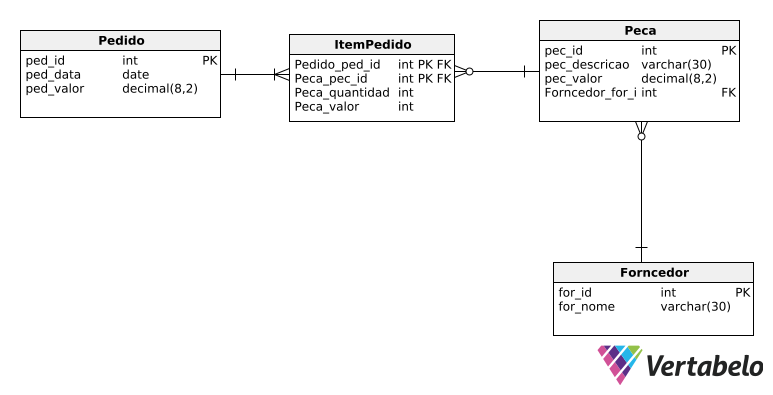 Pedido
ped_id int PK
ped_data date
ped_valor decimal(8,2)
ItemPedido
Pedido_ped_id int PK FK
Peca_pec_id int PK FK
Peca_quantidad int
Peca_valor int
Peca
pec_id int PK
pec_descricao varchar(30)
pec_valor decimal(8,2)
Forncedor_for_i int FK
Forncedor
for_id int PK
for_nome varchar(30)
Vertabelo